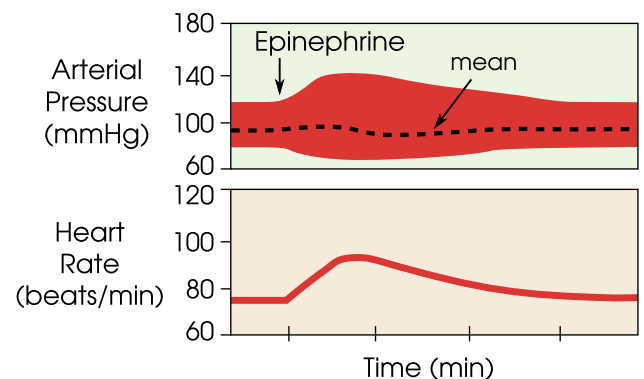 180
Epinephrine
mean
140
Arterial
Pressure
(mmHg)
100
60
120
Heart
Rate
(beats/min)
100
80
60
Time (min)